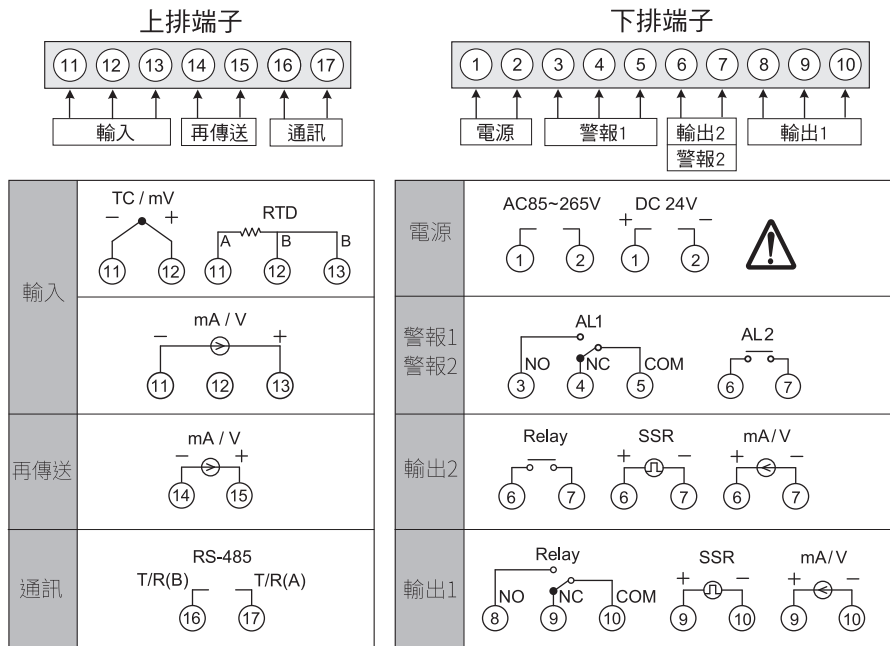 上排端子
11 12 13 14 15 16 17
輸入 再傳送 通訊
下排端子
1 2 3 4 5 6 7 8 9 10
電源 警報1 輸出2 輸出1
警報2
輸入
TC / mV
− +
11 12
RTD
A B B
11 12 13
mA / V
− +
11 12 13
再傳送
mA / V
− +
14 15
通訊
RS-485
T/R(B) T/R(A)
16 17
電源
AC85~265V DC 24V
+ −
1 2 1 2
警報1
警報2
AL1
NO NC COM
3 4 5
AL2
6 7
輸出2
Relay SSR mA/V
+ − + −
6 7 6 7 6 7
輸出1
Relay SSR mA/V
NO NC COM + − + −
8 9 10 9 10 9 10